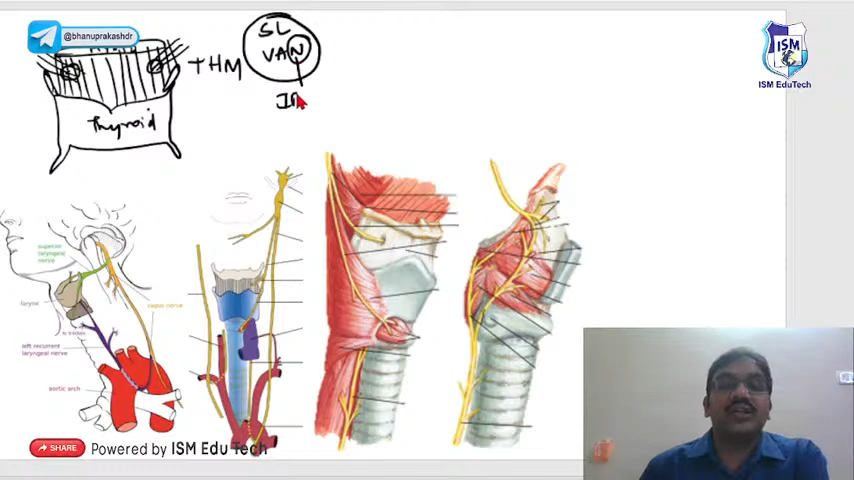 @bhanuprakashdr
THM
SL
VAN
Thyroid
ISM
ISM EduTech
superior
laryngeal
nerve
larynx
vagus nerve
left recurrent
laryngeal nerve
aortic arch
SHARE
Powered by ISM Edu Tech